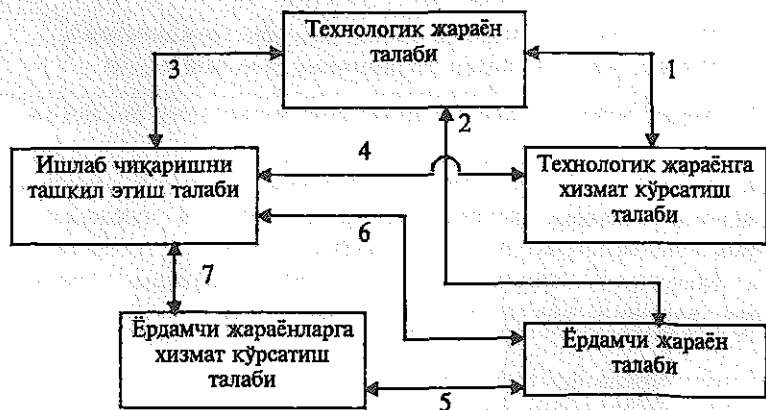 Технологик жараён
талаби
3
1
2
Ишлаб чиқаришни
ташкил этиш талаби
4
Технологик жараёнга
хизмат кўрсатиш
талаби
6
7
Ёрдамчи жараёнларга
хизмат кўрсатиш
талаби
Ёрдамчи жараён
талаби
5